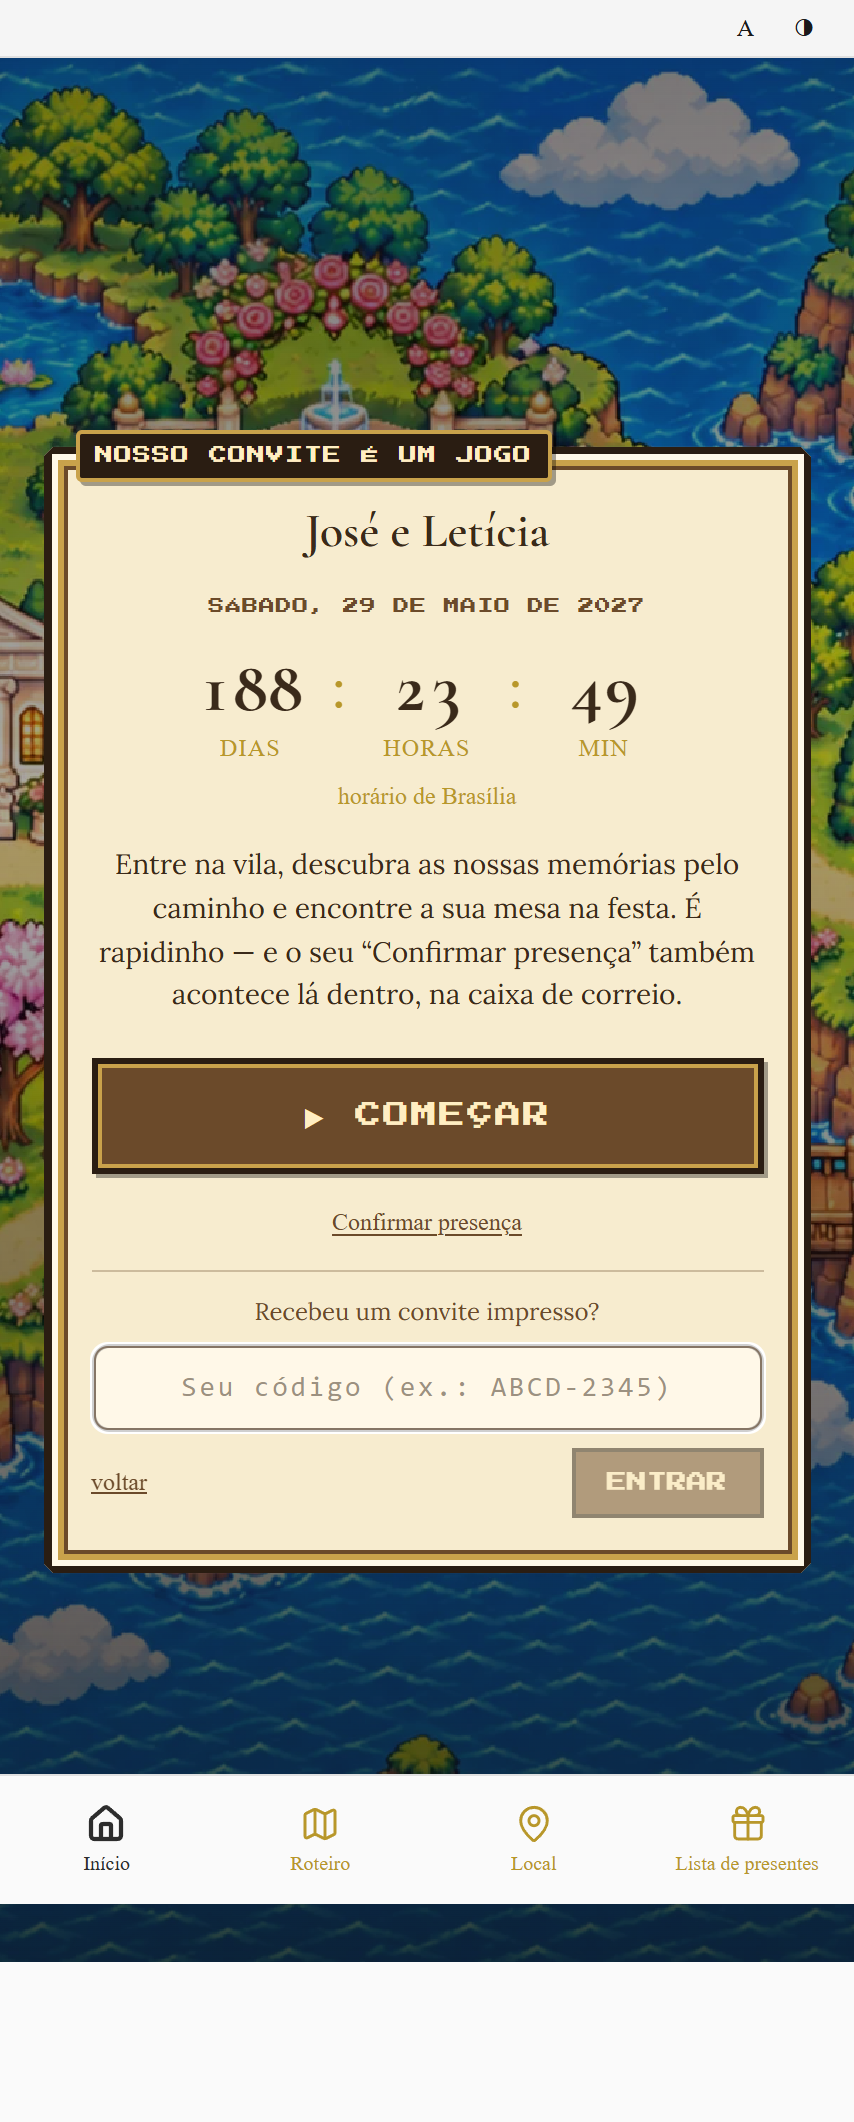 A
NOSSO CONVITE É UM JOGO
José e Letícia
SÁBADO, 29 DE MAIO DE 2027
188 : 23 : 49
DIAS HORAS MIN
horário de Brasília
Entre na vila, descubra as nossas memórias pelo
caminho e encontre a sua mesa na festa. É
rapidinho — e o seu “Confirmar presença” também
acontece lá dentro, na caixa de correio.
▶ COMEÇAR
Confirmar presença
Recebeu um convite impresso?
Seu código (ex.: ABCD-2345)
voltar ENTRAR
Início Roteiro Local Lista de presentes